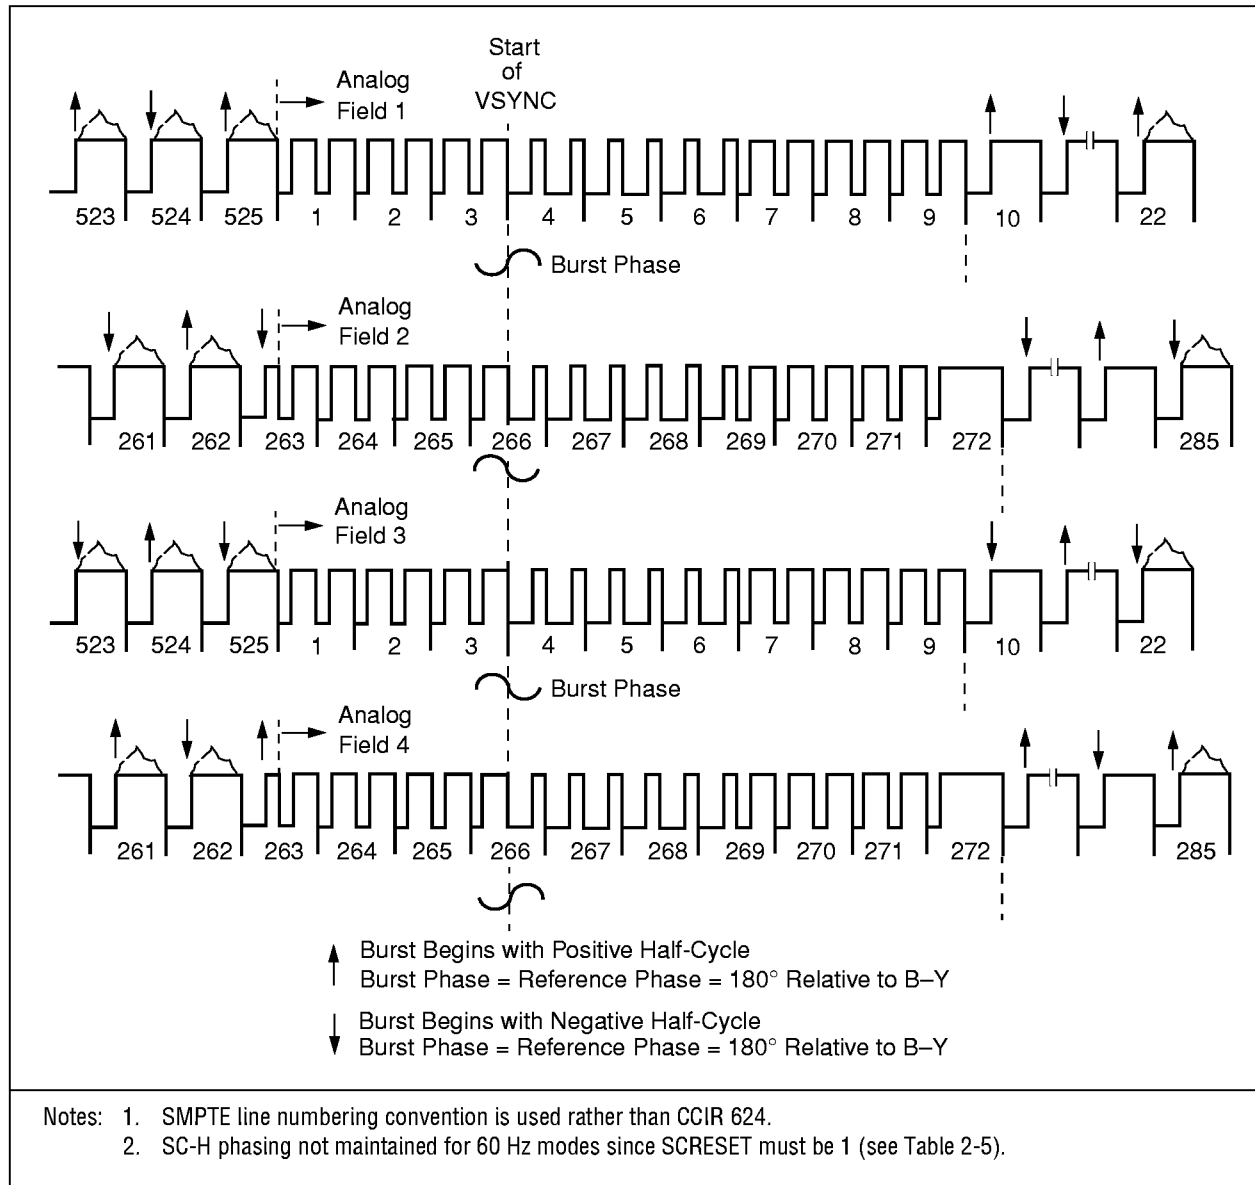 Start
of
VSYNC
Analog
Field 1
523 524 525 1 2 3 4 5 6 7 8 9 10 22
Burst Phase
Analog
Field 2
261 262 263 264 265 266 267 268 269 270 271 272 285
Analog
Field 3
523 524 525 1 2 3 4 5 6 7 8 9 10 22
Burst Phase
Analog
Field 4
261 262 263 264 265 266 267 268 269 270 271 272 285
Burst Begins with Positive Half-Cycle
Burst Phase = Reference Phase = 180° Relative to B–Y
Burst Begins with Negative Half-Cycle
Burst Phase = Reference Phase = 180° Relative to B–Y
Notes: 1. SMPTE line numbering convention is used rather than CCIR 624.
2. SC-H phasing not maintained for 60 Hz modes since SCRESET must be 1 (see Table 2-5).